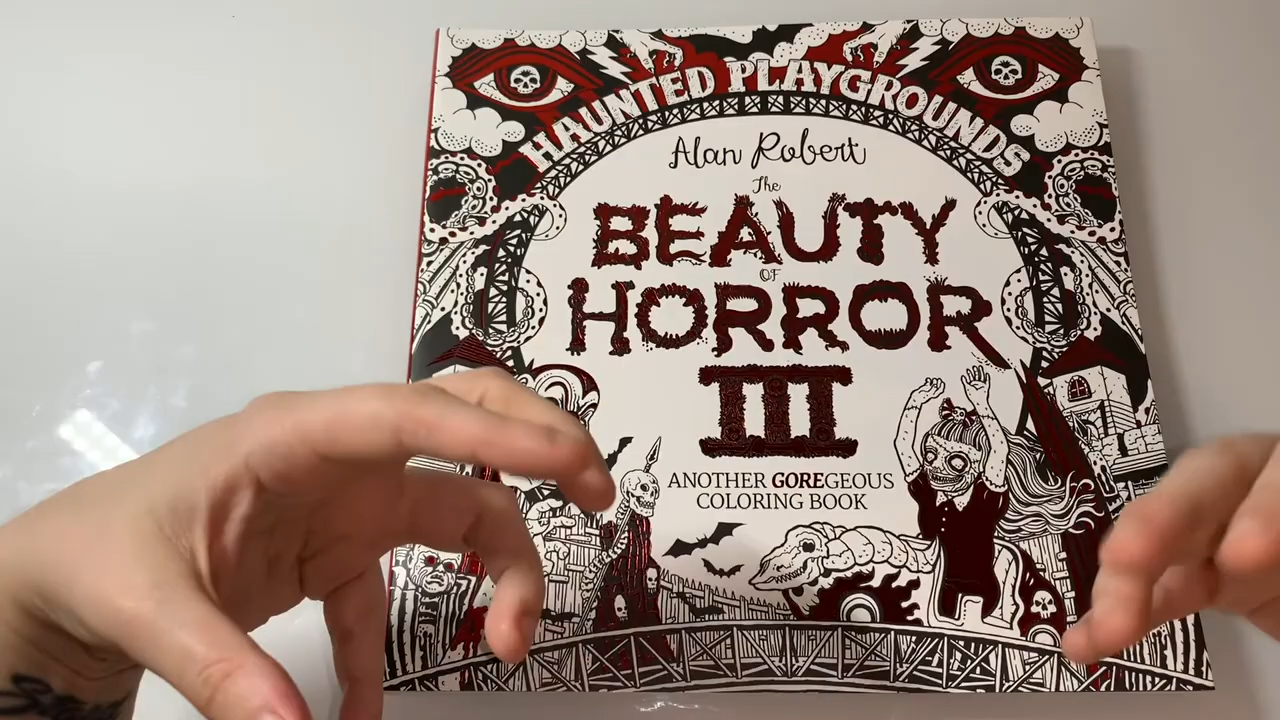 HAUNTED PLAYGROUNDS
Alan Robert
The
BEAUTY
OF
HORROR
III
ANOTHER GOREGEOUS
COLORING BOOK